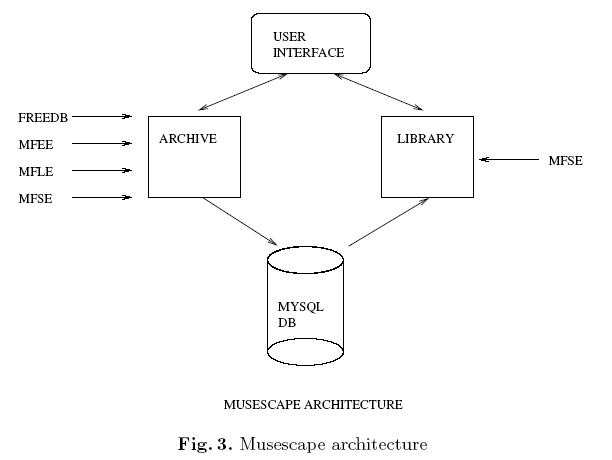 USER
INTERFACE
FREEDB
MFEE
MFLE
MFSE
ARCHIVE
LIBRARY
MFSE
MYSQL
DB
MUSESCAPE ARCHITECTURE
Fig. 3. Musescape architecture